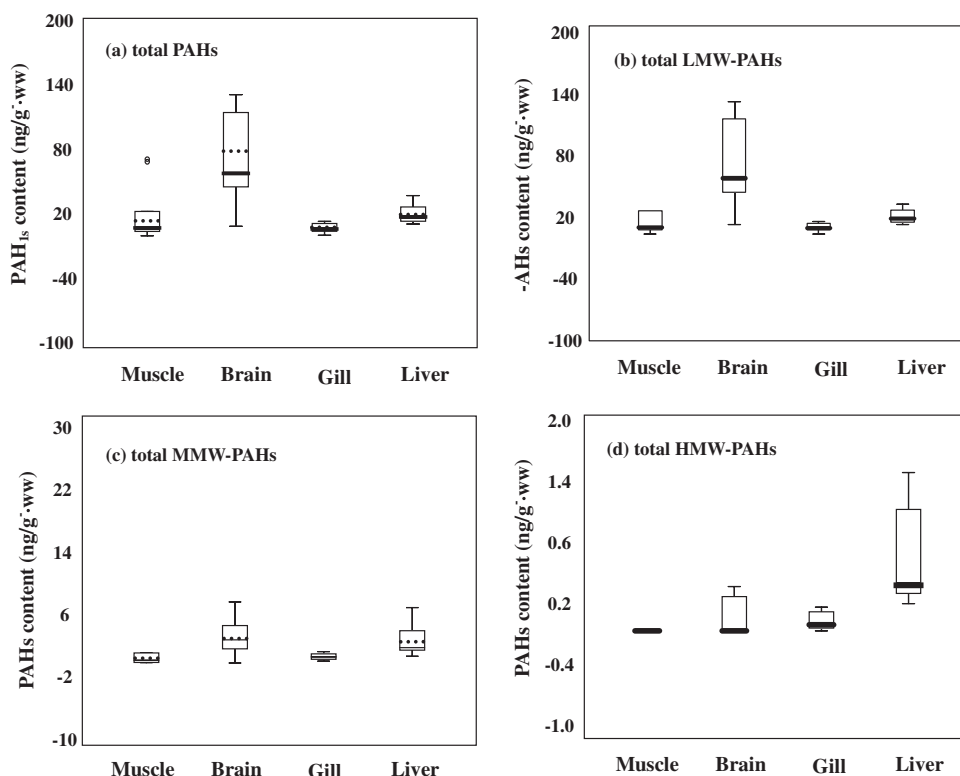 200
(a) total PAHs
140
80
20
-40
-100
PAH1s content (ng/g-·ww)
Muscle Brain Gill Liver
200
(b) total LMW-PAHs
140
80
20
-40
-100
-AHs content (ng/g-·ww)
Muscle Brain Gill Liver
30
(c) total MMW-PAHs
22
14
6
-2
-10
PAHs content (ng/g-·ww)
Muscle Brain Gill Liver
2.0
(d) total HMW-PAHs
1.4
0.6
0.2
-0.4
-1.0
PAHs content (ng/g-·ww)
Muscle Brain Gill Liver